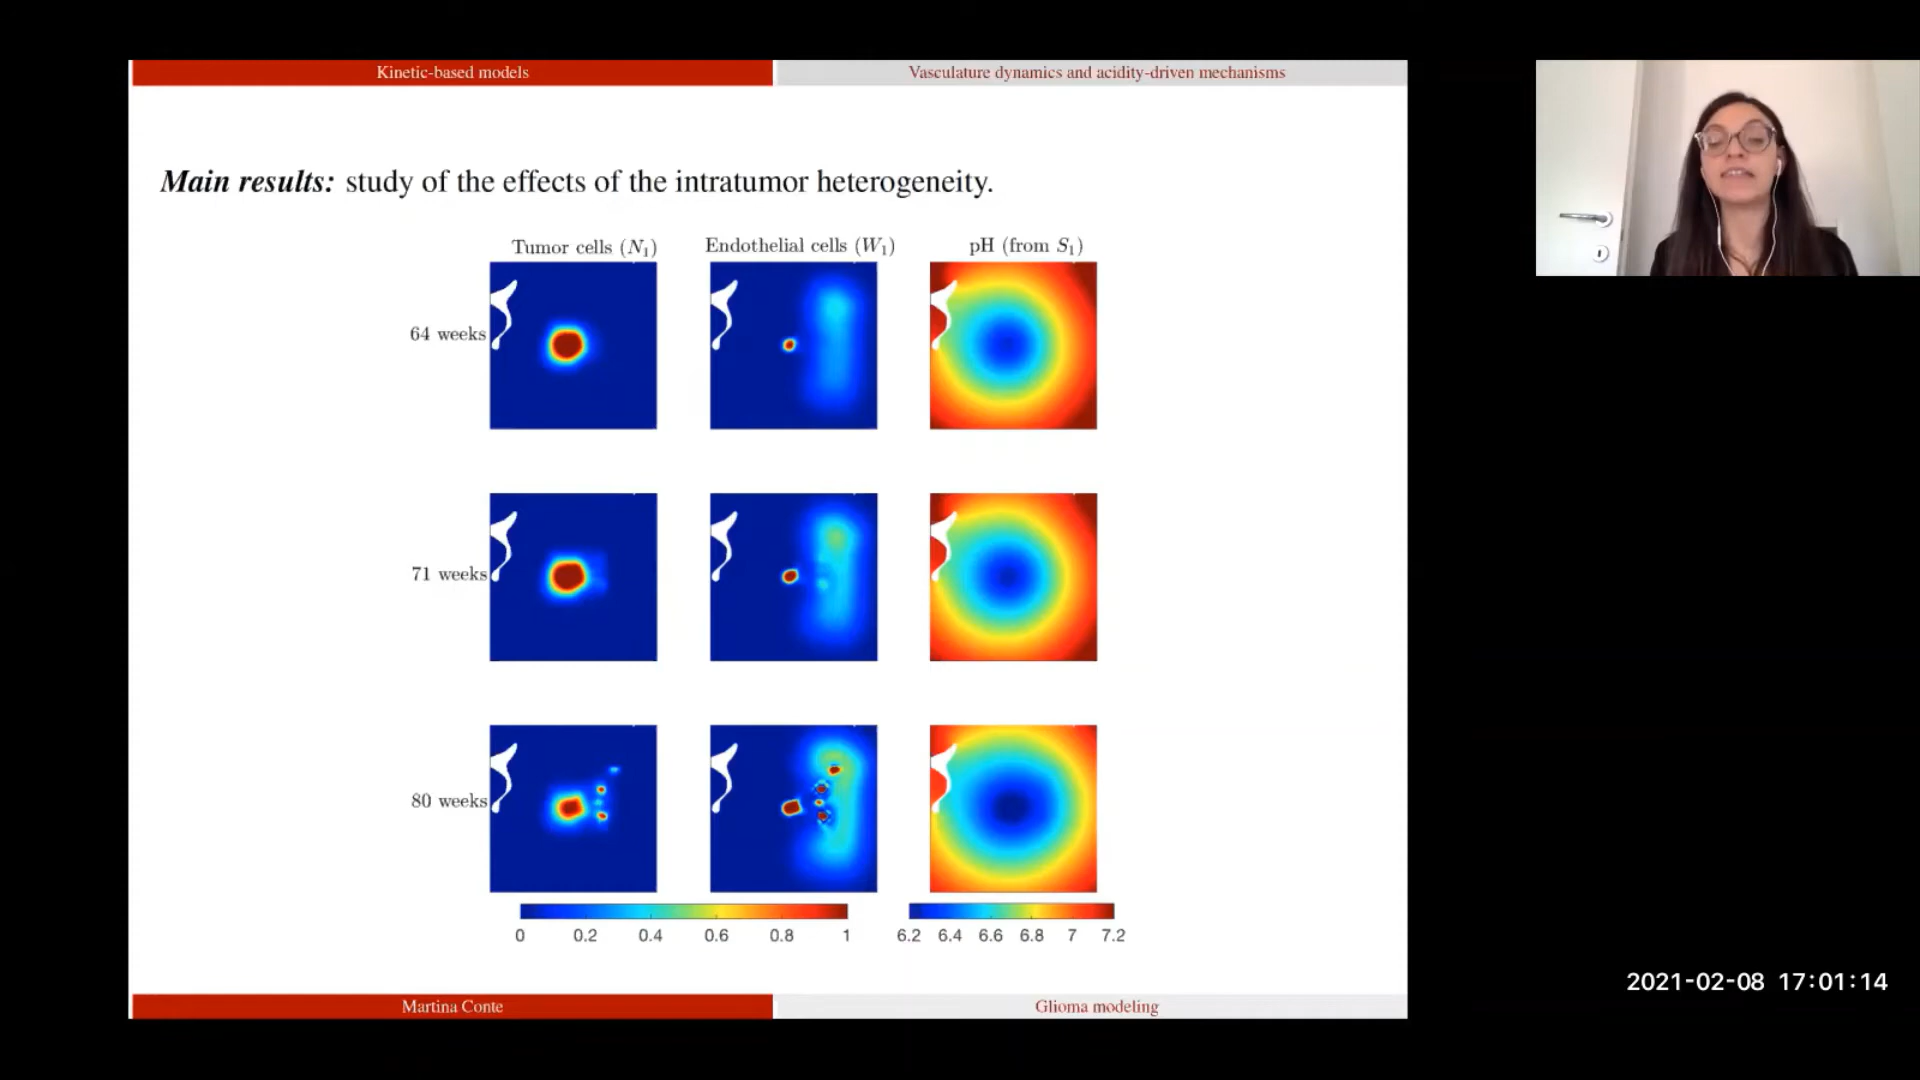 Kinetic-based models
Vasculature dynamics and acidity-driven mechanisms
Main results: study of the effects of the intratumor heterogeneity.
Tumor cells (N₁)
Endothelial cells (W₁)
pH (from S₁)
64 weeks
71 weeks
80 weeks
0 0.2 0.4 0.6 0.8 1
6.2 6.4 6.6 6.8 7 7.2
2021-02-08 17:01:14
Martina Conte
Glioma modeling